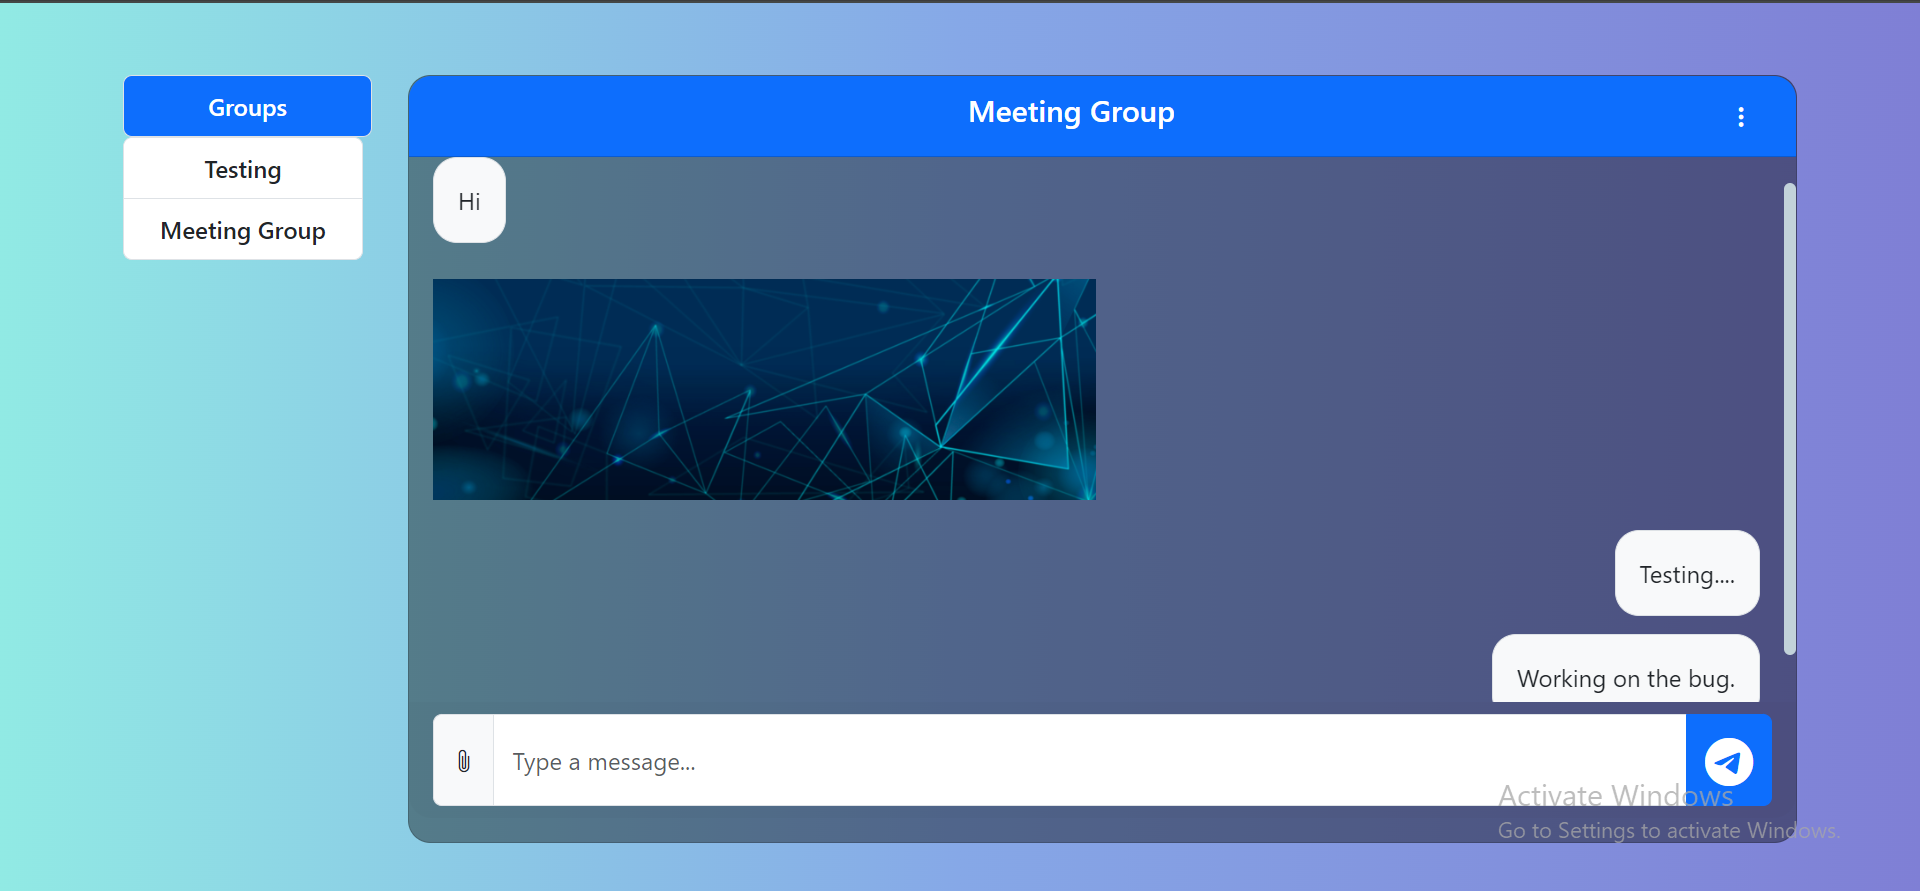 Groups
Testing
Meeting Group
Meeting Group
Hi
Testing....
Working on the bug.
Type a message...
Activate Windows
Go to Settings to activate Windows.